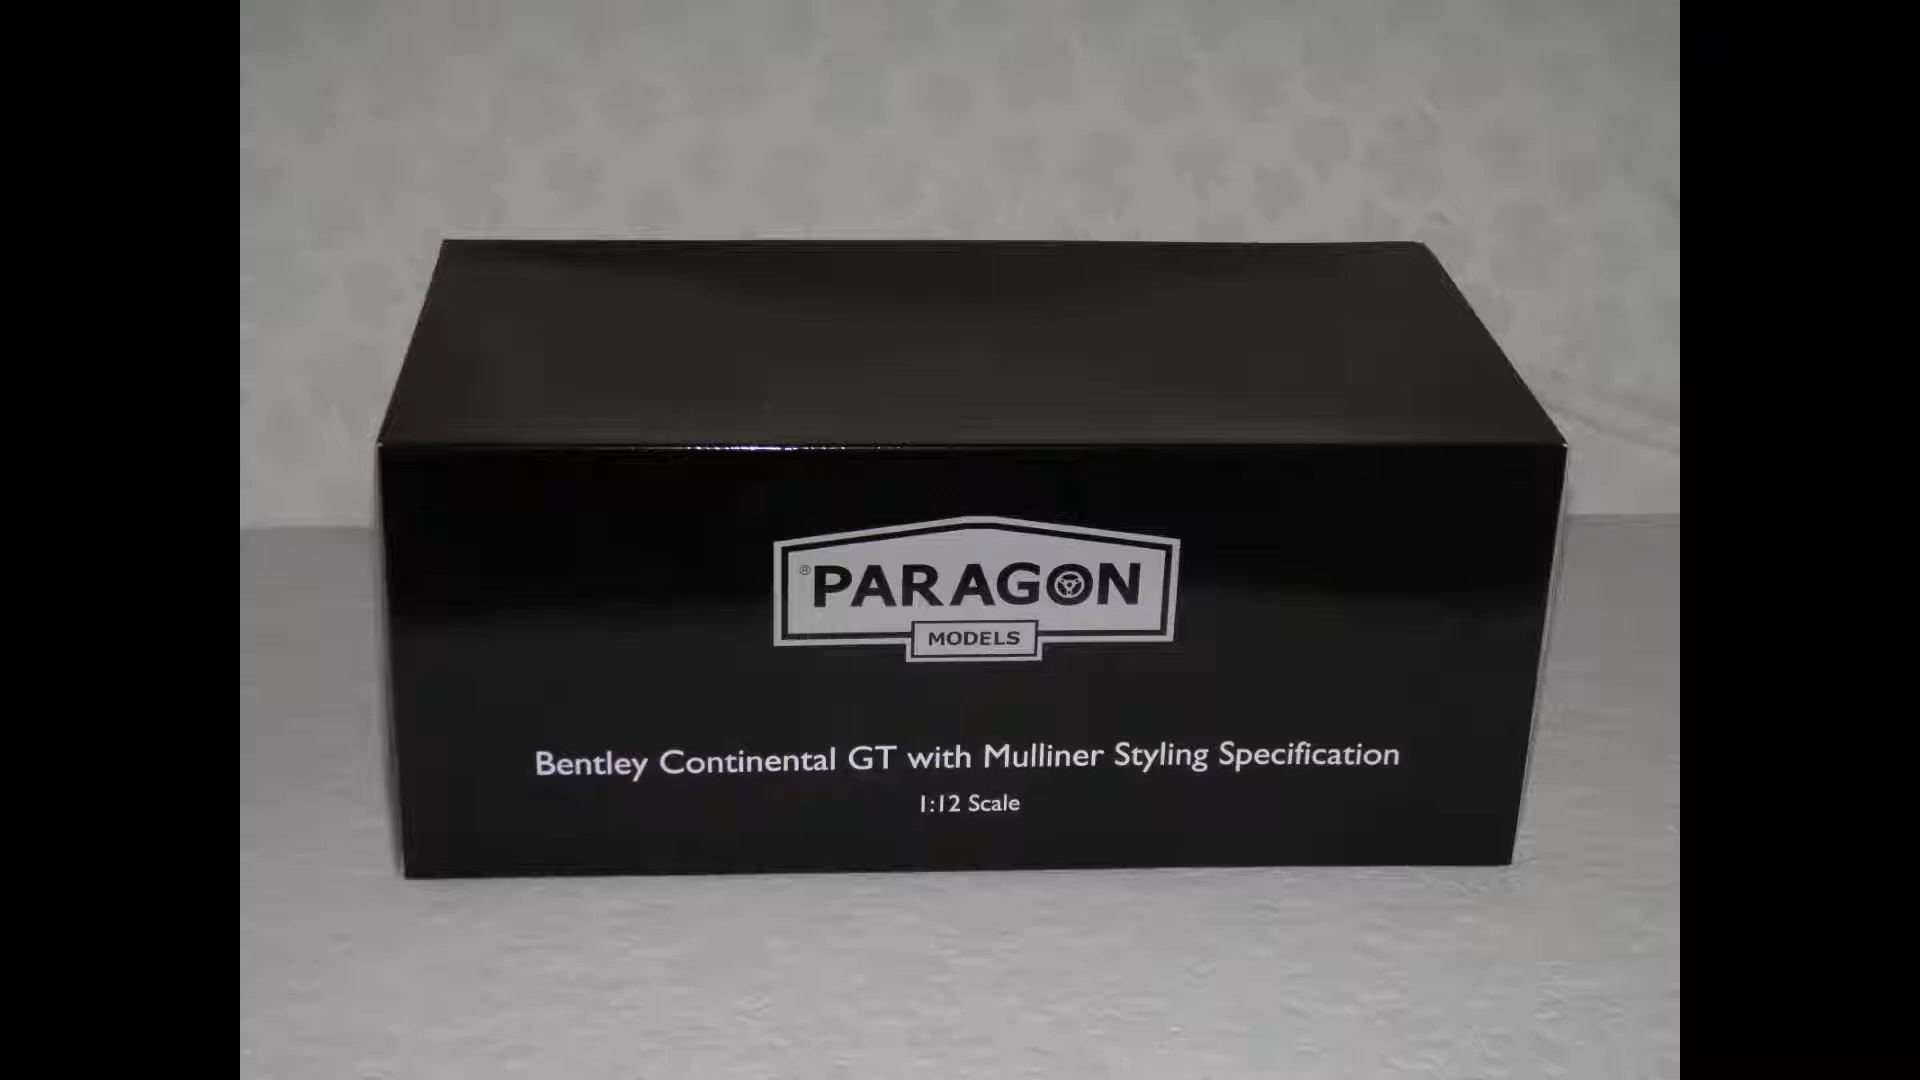 ® PARAGON
MODELS
Bentley Continental GT with Mulliner Styling Specification
1:12 Scale